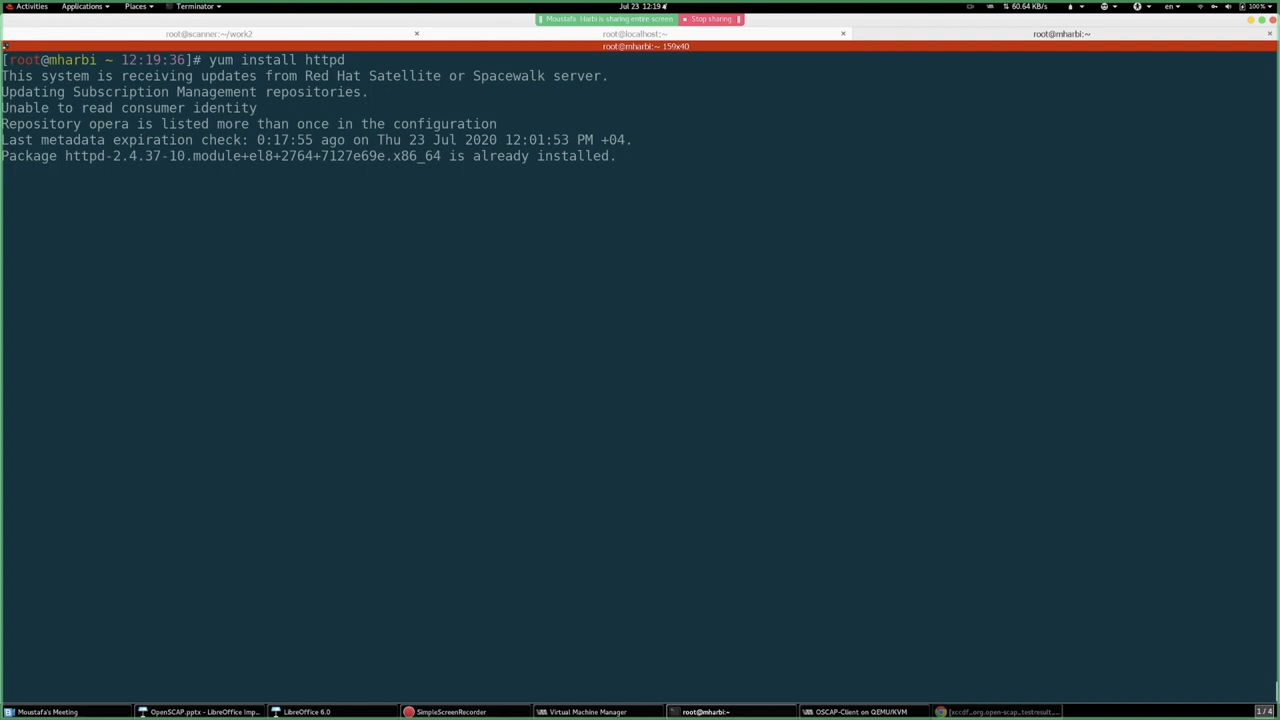 Activities Applications Places Terminator Jul 23 12:19 60.64 KB/s en 100%
Moustafa Harbi is sharing entire screen Stop sharing
root@scanner:~/work2 × root@localhost:~ × root@mharbi:~ ×
root@mharbi:~ 159x40
[root@mharbi ~ 12:19:36]# yum install httpd
This system is receiving updates from Red Hat Satellite or Spacewalk server.
Updating Subscription Management repositories.
Unable to read consumer identity
Repository opera is listed more than once in the configuration
Last metadata expiration check: 0:17:55 ago on Thu 23 Jul 2020 12:01:53 PM +04.
Package httpd-2.4.37-10.module+el8+2764+7127e69e.x86_64 is already installed.
Moustafa's Meeting OpenSCAP.pptx - LibreOffice Imp... LibreOffice 6.0 SimpleScreenRecorder Virtual Machine Manager root@mharbi:~ OSCAP-Client on QEMU/KVM [xccdf_org.open-scap_testresult_... 1 / 4